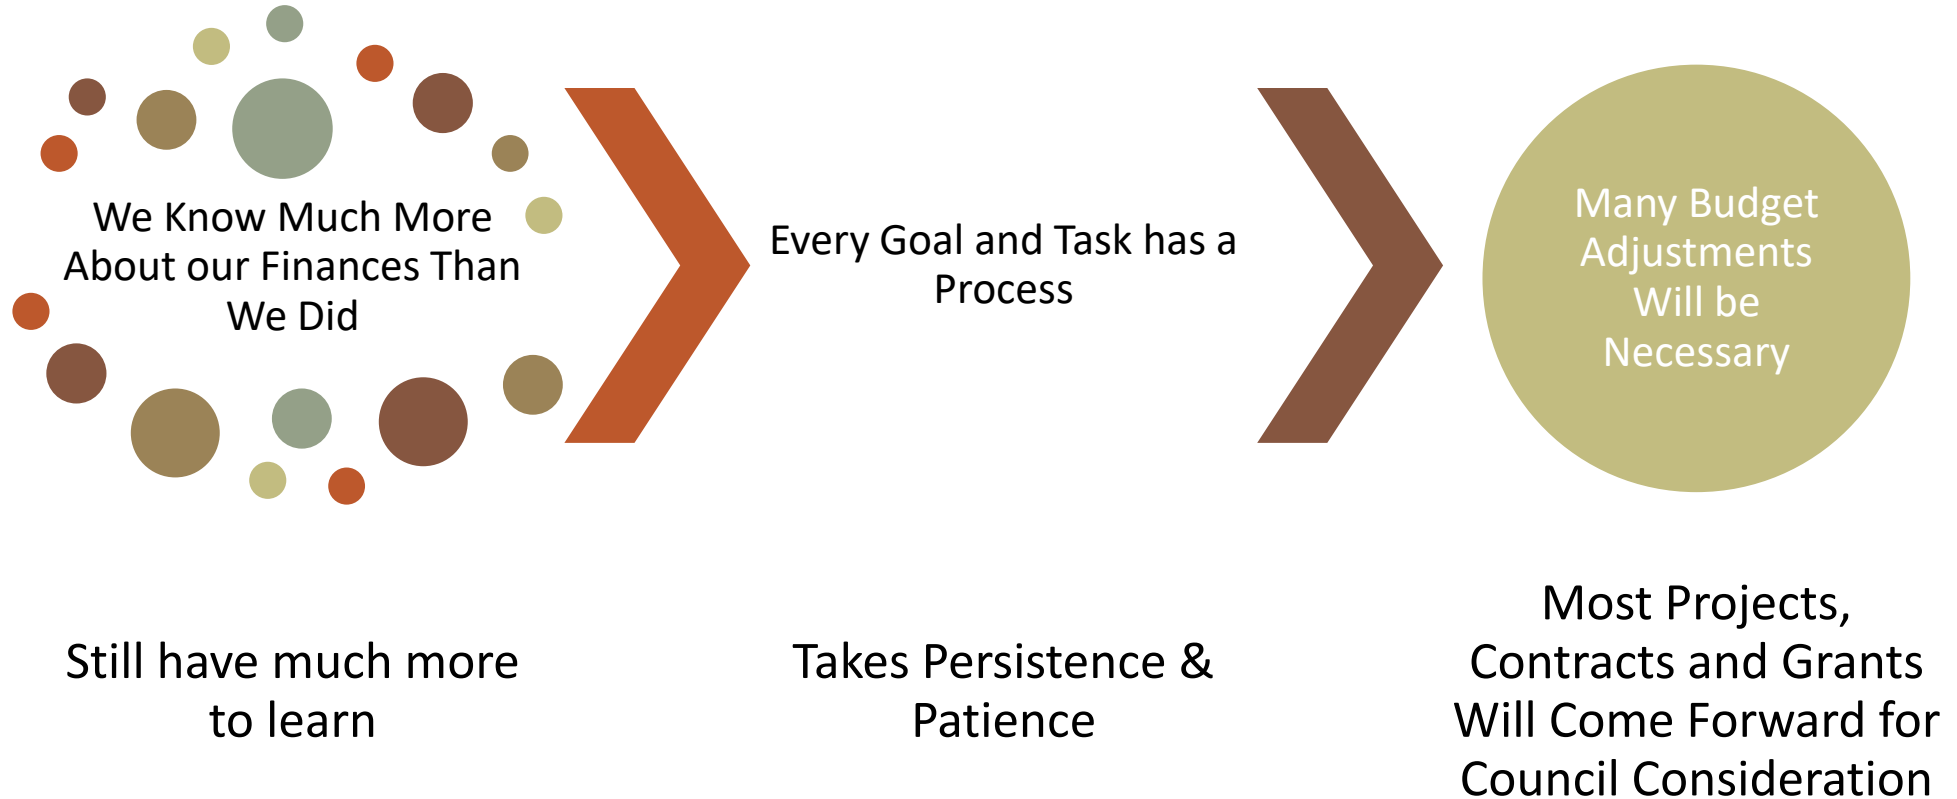 We Know Much More
About our Finances Than
We Did
Every Goal and Task has a
Process
Many Budget
Adjustments
Will be
Necessary
Still have much more
to learn
Takes Persistence &
Patience
Most Projects,
Contracts and Grants
Will Come Forward for
Council Consideration